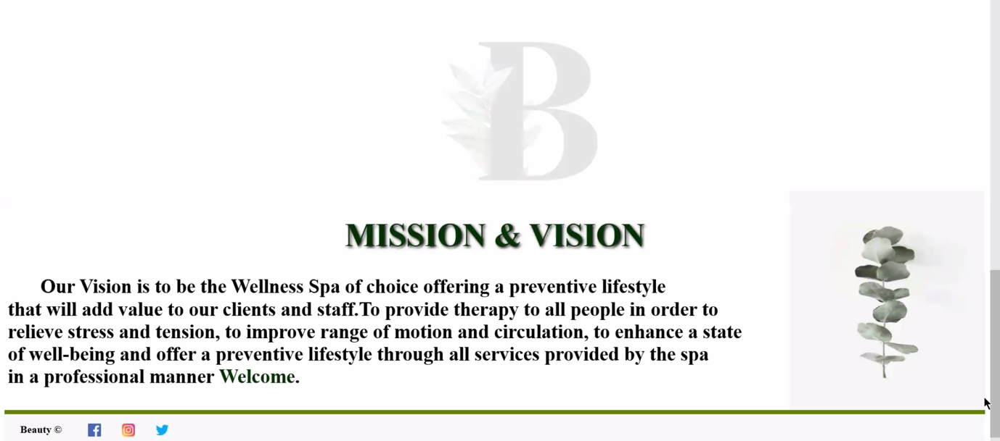 B
MISSION & VISION
Our Vision is to be the Wellness Spa of choice offering a preventive lifestyle
that will add value to our clients and staff.To provide therapy to all people in order to
relieve stress and tension, to improve range of motion and circulation, to enhance a state
of well-being and offer a preventive lifestyle through all services provided by the spa
in a professional manner Welcome.
Beauty ©